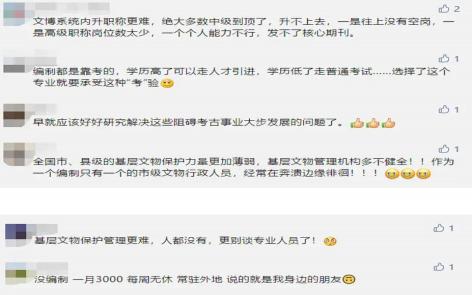 2
文博系统内升职称更难，绝大多数中级到顶了，升不上去，一是往上没有空岗，一
是高级职称岗位数太少，一个个人能力不行，发不了核心期刊。
1
编制都是靠考的，学历高了可以走人才引进，学历低了走普通考试……选择了这个
专业就要承受这种“考”验
1
早就应该好好研究解决这些阻碍考古事业大步发展的问题了。
1
全国市、县级的基层文物保护力量更加薄弱，基层文物管理机构多不健全！！作为
一个编制只有一个的市级文物行政人员，经常在奔溃边缘徘徊！！！
1
基层文物保护管理更难，人都没有，更别谈专业人员了！
1
没编制 一月3000 每周无休 常驻外地 说的就是我身边的朋友